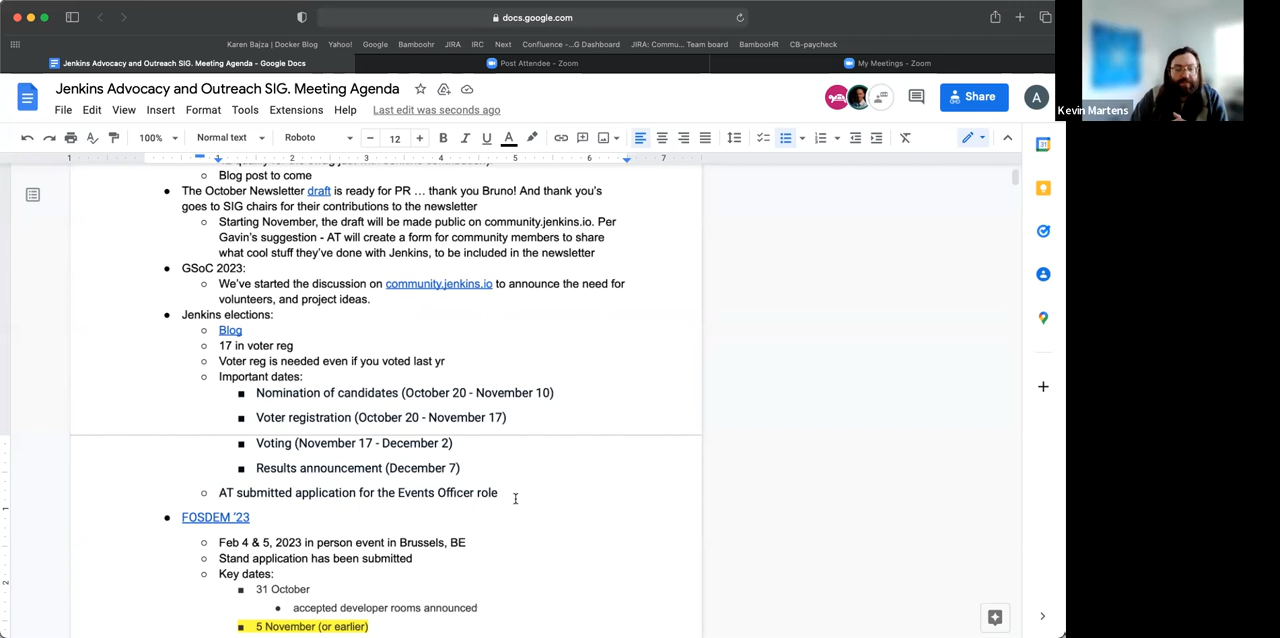 docs.google.com
Karen Bajza | Docker Blog Yahoo! Google Bamboohr JIRA IRC Next Confluence -...G Dashboard JIRA: Commu... Team board BambooHR CB-paycheck
Jenkins Advocacy and Outreach SIG. Meeting Agenda - Google Docs
Post Attendee - Zoom
My Meetings - Zoom
Jenkins Advocacy and Outreach SIG. Meeting Agenda
File Edit View Insert Format Tools Extensions Help Last edit was seconds ago
Share
A
Kevin Martens
100% Normal text Roboto - 12 + B I U A
1 1 2 3 4 5 6 7
Blog post to come
The October Newsletter draft is ready for PR … thank you Bruno! And thank you's
goes to SIG chairs for their contributions to the newsletter
Starting November, the draft will be made public on community.jenkins.io. Per
Gavin's suggestion - AT will create a form for community members to share
what cool stuff they've done with Jenkins, to be included in the newsletter
GSoC 2023:
We've started the discussion on community.jenkins.io to announce the need for
volunteers, and project ideas.
Jenkins elections:
Blog
17 in voter reg
Voter reg is needed even if you voted last yr
Important dates:
Nomination of candidates (October 20 - November 10)
Voter registration (October 20 - November 17)
Voting (November 17 - December 2)
Results announcement (December 7)
AT submitted application for the Events Officer role
FOSDEM '23
Feb 4 & 5, 2023 in person event in Brussels, BE
Stand application has been submitted
Key dates:
31 October
accepted developer rooms announced
5 November (or earlier)